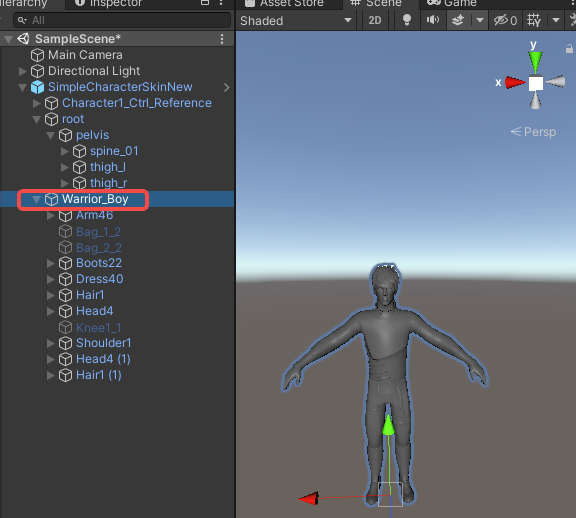 Hierarchy
Inspector
Asset Store
Scene
Game
All
Shaded
2D
0
SampleScene*
Main Camera
Directional Light
SimpleCharacterSkinNew
Character1_Ctrl_Reference
root
pelvis
spine_01
thigh_l
thigh_r
Warrior_Boy
Arm46
Bag_1_2
Bag_2_2
Boots22
Dress40
Hair1
Head4
Knee1_1
Shoulder1
Head4 (1)
Hair1 (1)
y
x
Persp